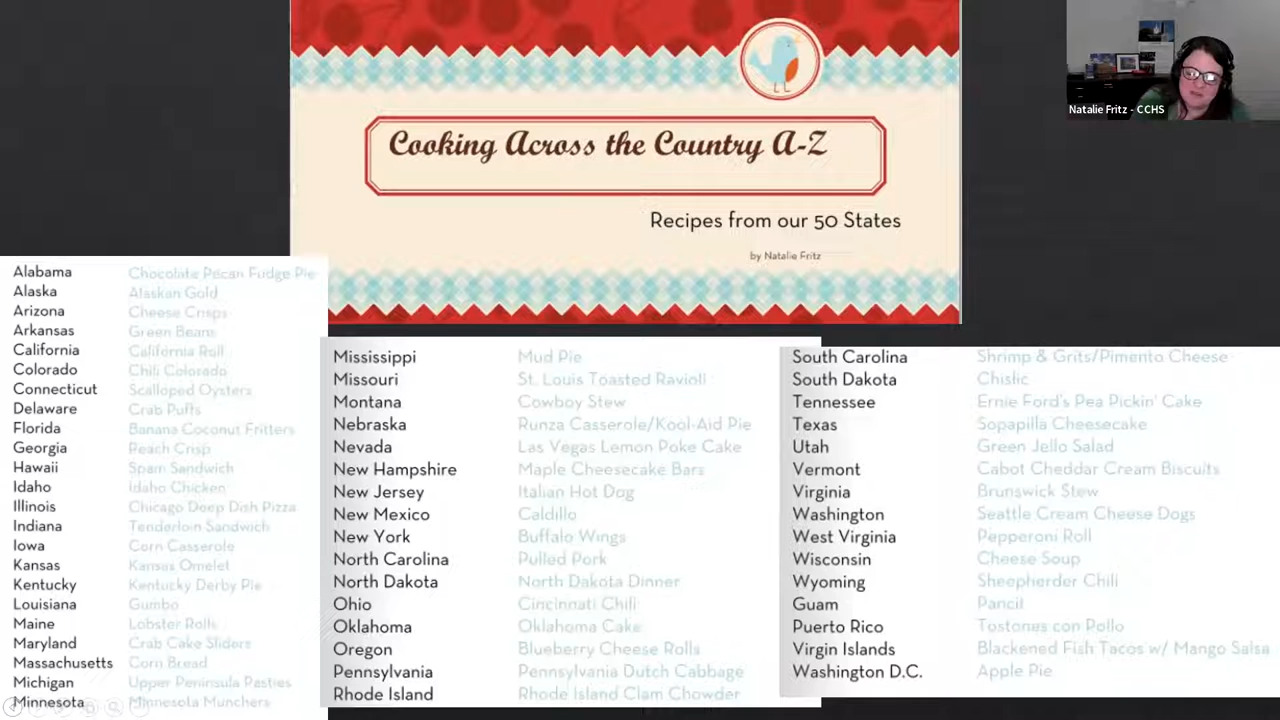 Natalie Fritz - CCHS
Cooking Across the Country A-Z
Recipes from our 50 States
by Natalie Fritz
Alabama Chocolate Pecan Fudge Pie
Alaska Alaskan Gold
Arizona Cheese Crisps
Arkansas Green Beans
California California Roll
Colorado Chili Colorado
Connecticut Scalloped Oysters
Delaware Crab Puffs
Florida Banana Coconut Fritters
Georgia Peach Crisp
Hawaii Spam Sandwich
Idaho Idaho Chicken
Illinois Chicago Deep Dish Pizza
Indiana Tenderloin Sandwich
Iowa Corn Casserole
Kansas Kansas Omelet
Kentucky Kentucky Derby Pie
Louisiana Gumbo
Maine Lobster Rolls
Maryland Crab Cake Sliders
Massachusetts Corn Bread
Michigan Upper Peninsula Pasties
Minnesota Minnesota Munchers
Mississippi Mud Pie
Missouri St. Louis Toasted Ravioli
Montana Cowboy Stew
Nebraska Runza Casserole/Kool-Aid Pie
Nevada Las Vegas Lemon Poke Cake
New Hampshire Maple Cheesecake Bars
New Jersey Italian Hot Dog
New Mexico Caldillo
New York Buffalo Wings
North Carolina Pulled Pork
North Dakota North Dakota Dinner
Ohio Cincinnati Chili
Oklahoma Oklahoma Cake
Oregon Blueberry Cheese Rolls
Pennsylvania Pennsylvania Dutch Cabbage
Rhode Island Rhode Island Clam Chowder
South Carolina Shrimp & Grits/Pimento Cheese
South Dakota Chislic
Tennessee Ernie Ford's Pea Pickin' Cake
Texas Sopapilla Cheesecake
Utah Green Jello Salad
Vermont Cabot Cheddar Cream Biscuits
Virginia Brunswick Stew
Washington Seattle Cream Cheese Dogs
West Virginia Pepperoni Roll
Wisconsin Cheese Soup
Wyoming Sheepherder Chili
Guam Pancit
Puerto Rico Tostones con Pollo
Virgin Islands Blackened Fish Tacos w/ Mango Salsa
Washington D.C. Apple Pie